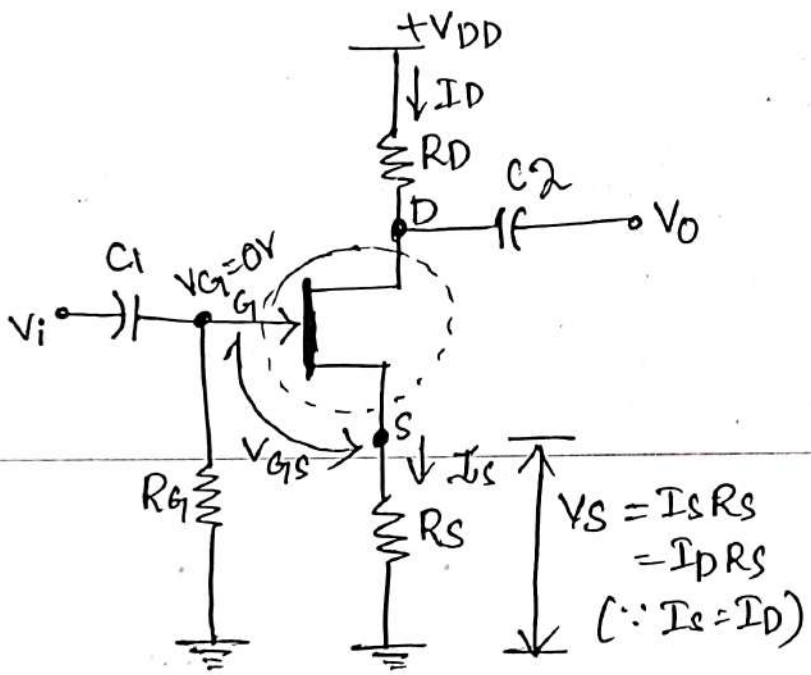 +VDD
↓ ID
RD
C2
D
Vo
C1
VG=0V
G
Vi
S
VGS
↓ Is
RG
RS
VS = ISRS
= IDRS
(∵ Is = ID)